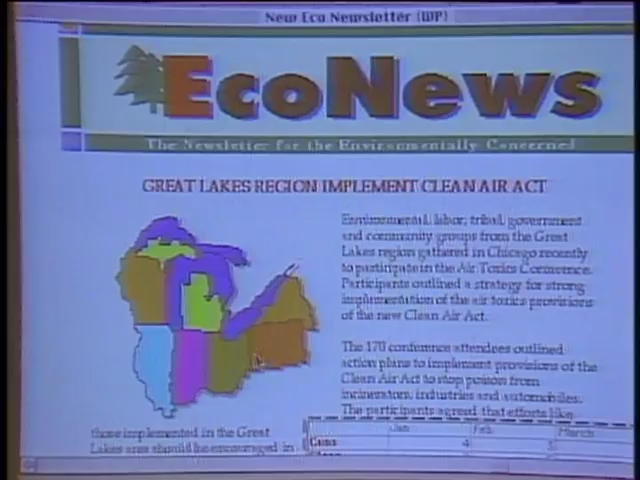 New Eco Newsletter (WP)
EcoNews
The Newsletter for the Environmentally Concerned
GREAT LAKES REGION IMPLEMENT CLEAN AIR ACT
Environmental, labor, tribal, government
and community groups from the Great
Lakes region gathered in Chicago recently
to participate in the Air Toxics Conference.
Participants outlined a strategy for strong
implementation of the air toxics provisions
of the new Clean Air Act.
The 170 conference attendees outlined
action plans to implement provisions of the
Clean Air Act to stop poison from
incinerators, industries and automobiles.
The participants agreed that efforts like
those implemented in the Great
Lakes area should be encouraged in
Jan Feb March
Cans 4